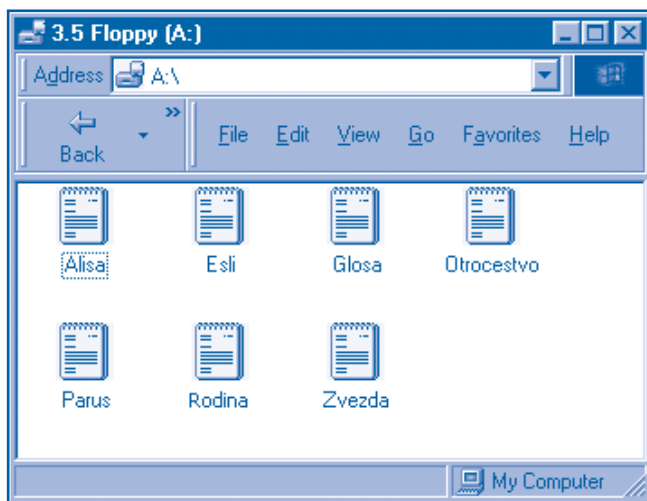 3.5 Floppy (A:)
Address A:\
Back » File Edit View Go Favorites Help
Alisa Esli Glosa Otrocestvo
Parus Rodina Zvezda
My Computer